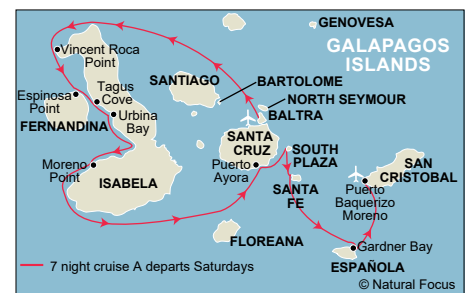 GENOVESA
GALAPAGOS
ISLANDS
Vincent Roca
Point
SANTIAGO
BARTOLOME
Tagus
Cove
Espinosa
Point
NORTH SEYMOUR
BALTRA
FERNANDINA
Urbina
Bay
SANTA
CRUZ
SOUTH
PLAZA
Moreno
Point
Puerto
Ayora
SAN
CRISTOBAL
ISABELA
SANTA
FE
Puerto
Baquerizo
Moreno
FLOREANA
Gardner Bay
7 night cruise A departs Saturdays
ESPAÑOLA
© Natural Focus